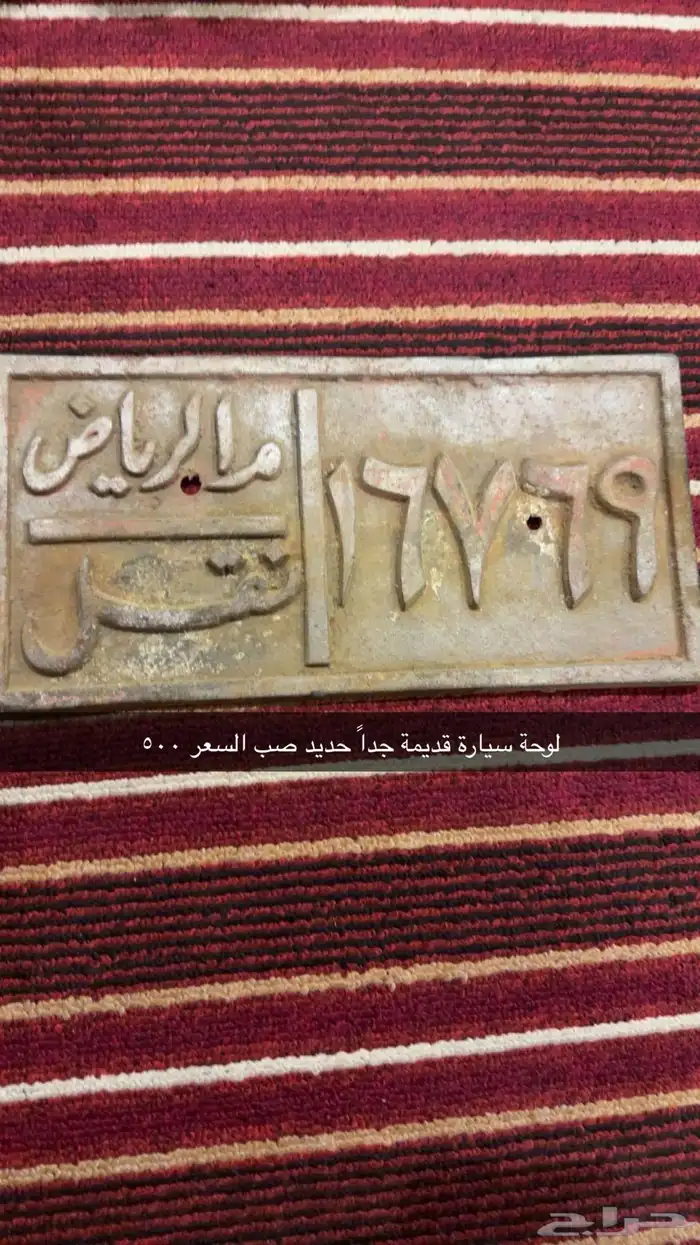 ١٦٧٦٩
م ا الرياض
نقل
لوحة سيارة قديمة جداً حديد صب السعر ٥٠٠
حراج